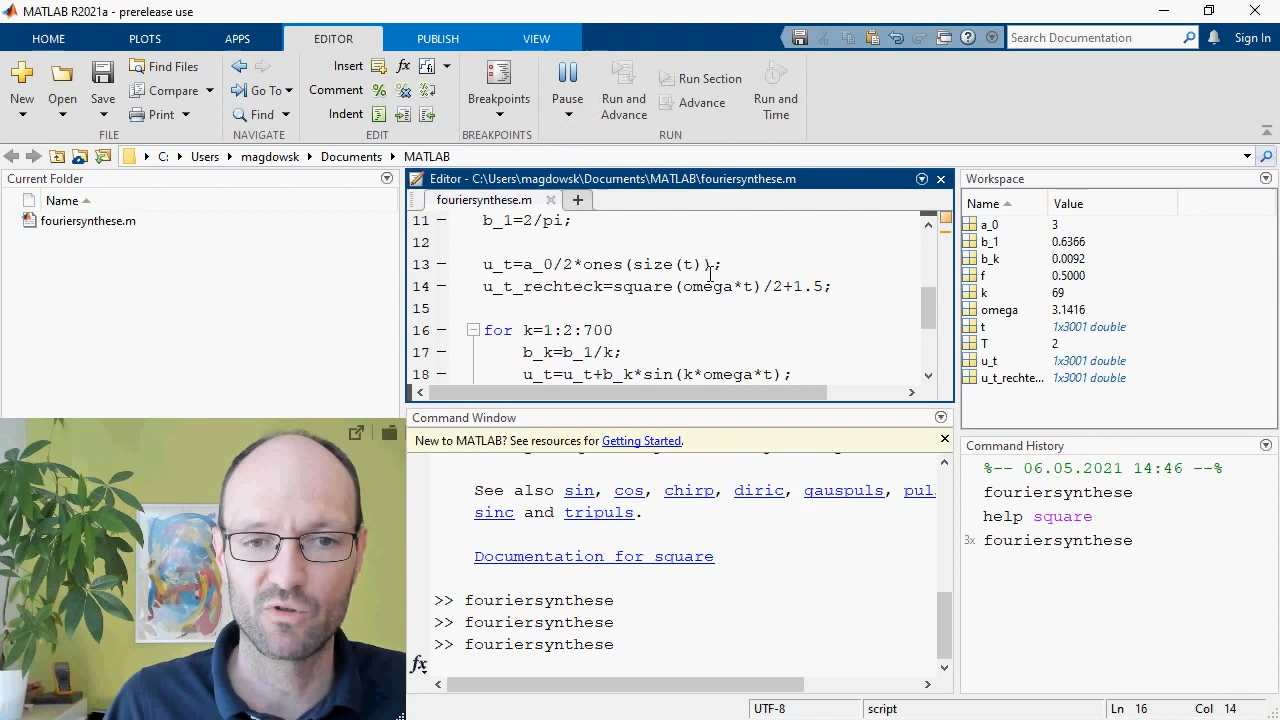 MATLAB R2021a - prerelease use
HOME PLOTS APPS EDITOR PUBLISH VIEW
Search Documentation
Sign In
New
Open
Save
Find Files
Compare
Print
FILE
Go To
Find
NAVIGATE
Insert
Comment
Indent
EDIT
Breakpoints
BREAKPOINTS
Pause
Run and Advance
Run Section
Advance
Run and Time
RUN
C: Users magdowsk Documents MATLAB
Current Folder
Name
fouriersynthese.m
Editor - C:\Users\magdowsk\Documents\MATLAB\fouriersynthese.m
fouriersynthese.m
11 b_1=2/pi;
12
13 u_t=a_0/2*ones(size(t));
14 u_t_rechteck=square(omega*t)/2+1.5;
15
16 for k=1:2:700
17 b_k=b_1/k;
18 u_t=u_t+b_k*sin(k*omega*t);
Command Window
New to MATLAB? See resources for Getting Started.
See also sin, cos, chirp, diric, gauspuls, pul
sinc and tripuls.
Documentation for square
>> fouriersynthese
>> fouriersynthese
>> fouriersynthese
fx
Workspace
Name Value
a_0 3
b_1 0.6366
b_k 0.0092
f 0.5000
k 69
omega 3.1416
t 1x3001 double
T 2
u_t 1x3001 double
u_t_rechte... 1x3001 double
Command History
%-- 06.05.2021 14:46 --%
fouriersynthese
help square
3x fouriersynthese
UTF-8
script
Ln 16 Col 14